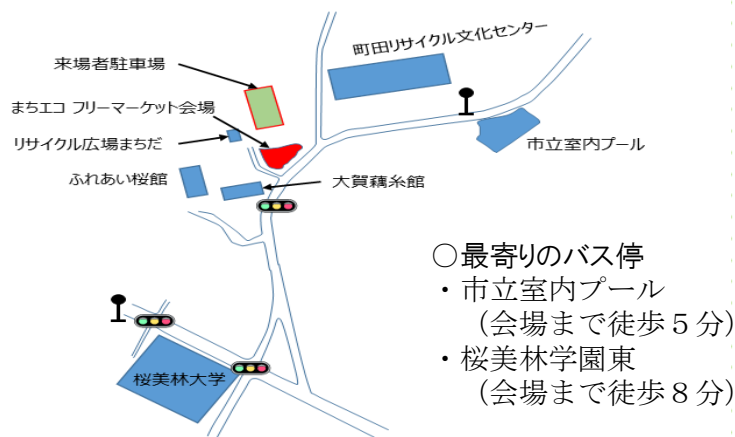 町田リサイクル文化センター
来場者駐車場
まちエコ フリーマーケット会場
リサイクル広場まちだ
市立室内プール
ふれあい桜館
大賀藕糸館
○最寄りのバス停
・市立室内プール
（会場まで徒歩５分）
・桜美林学園東
（会場まで徒歩８分）
桜美林大学